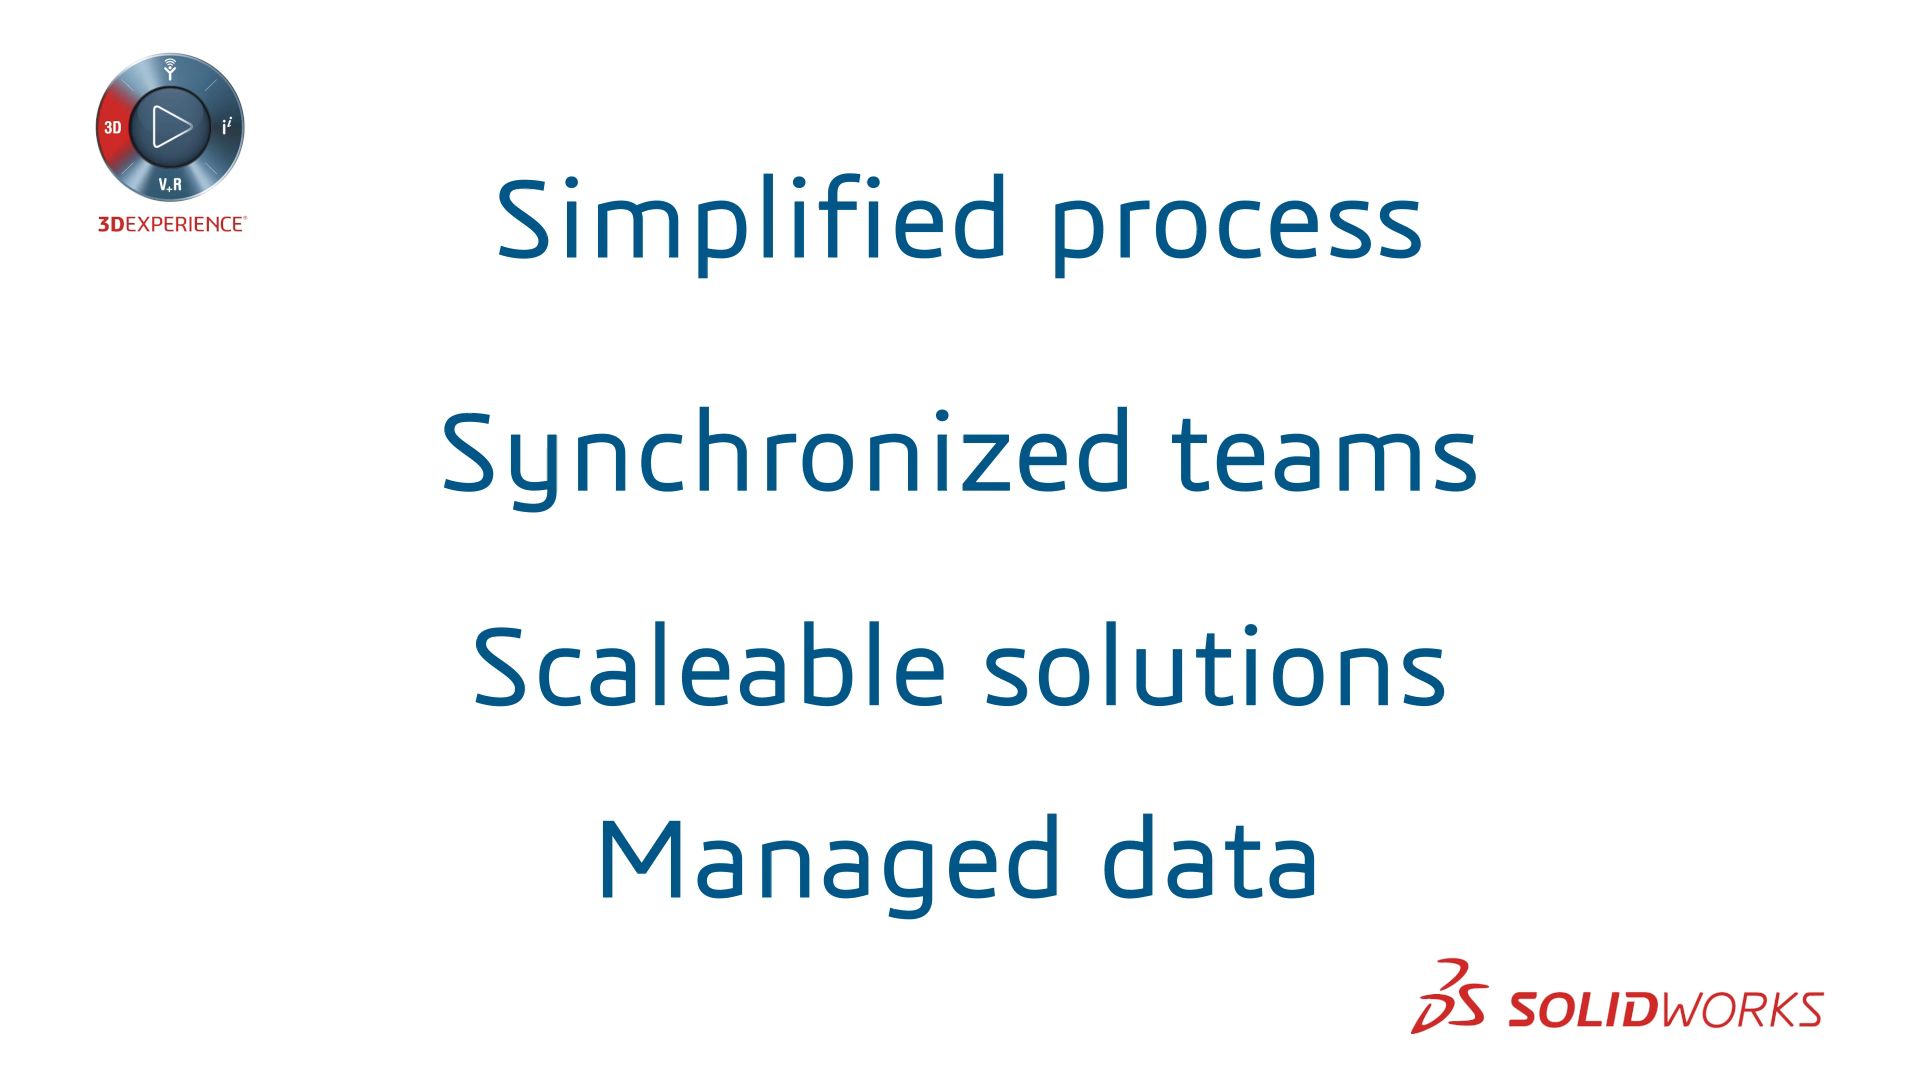 3D
i i
V+R
3DEXPERIENCE®
Simplified process
Synchronized teams
Scaleable solutions
Managed data
SOLIDWORKS